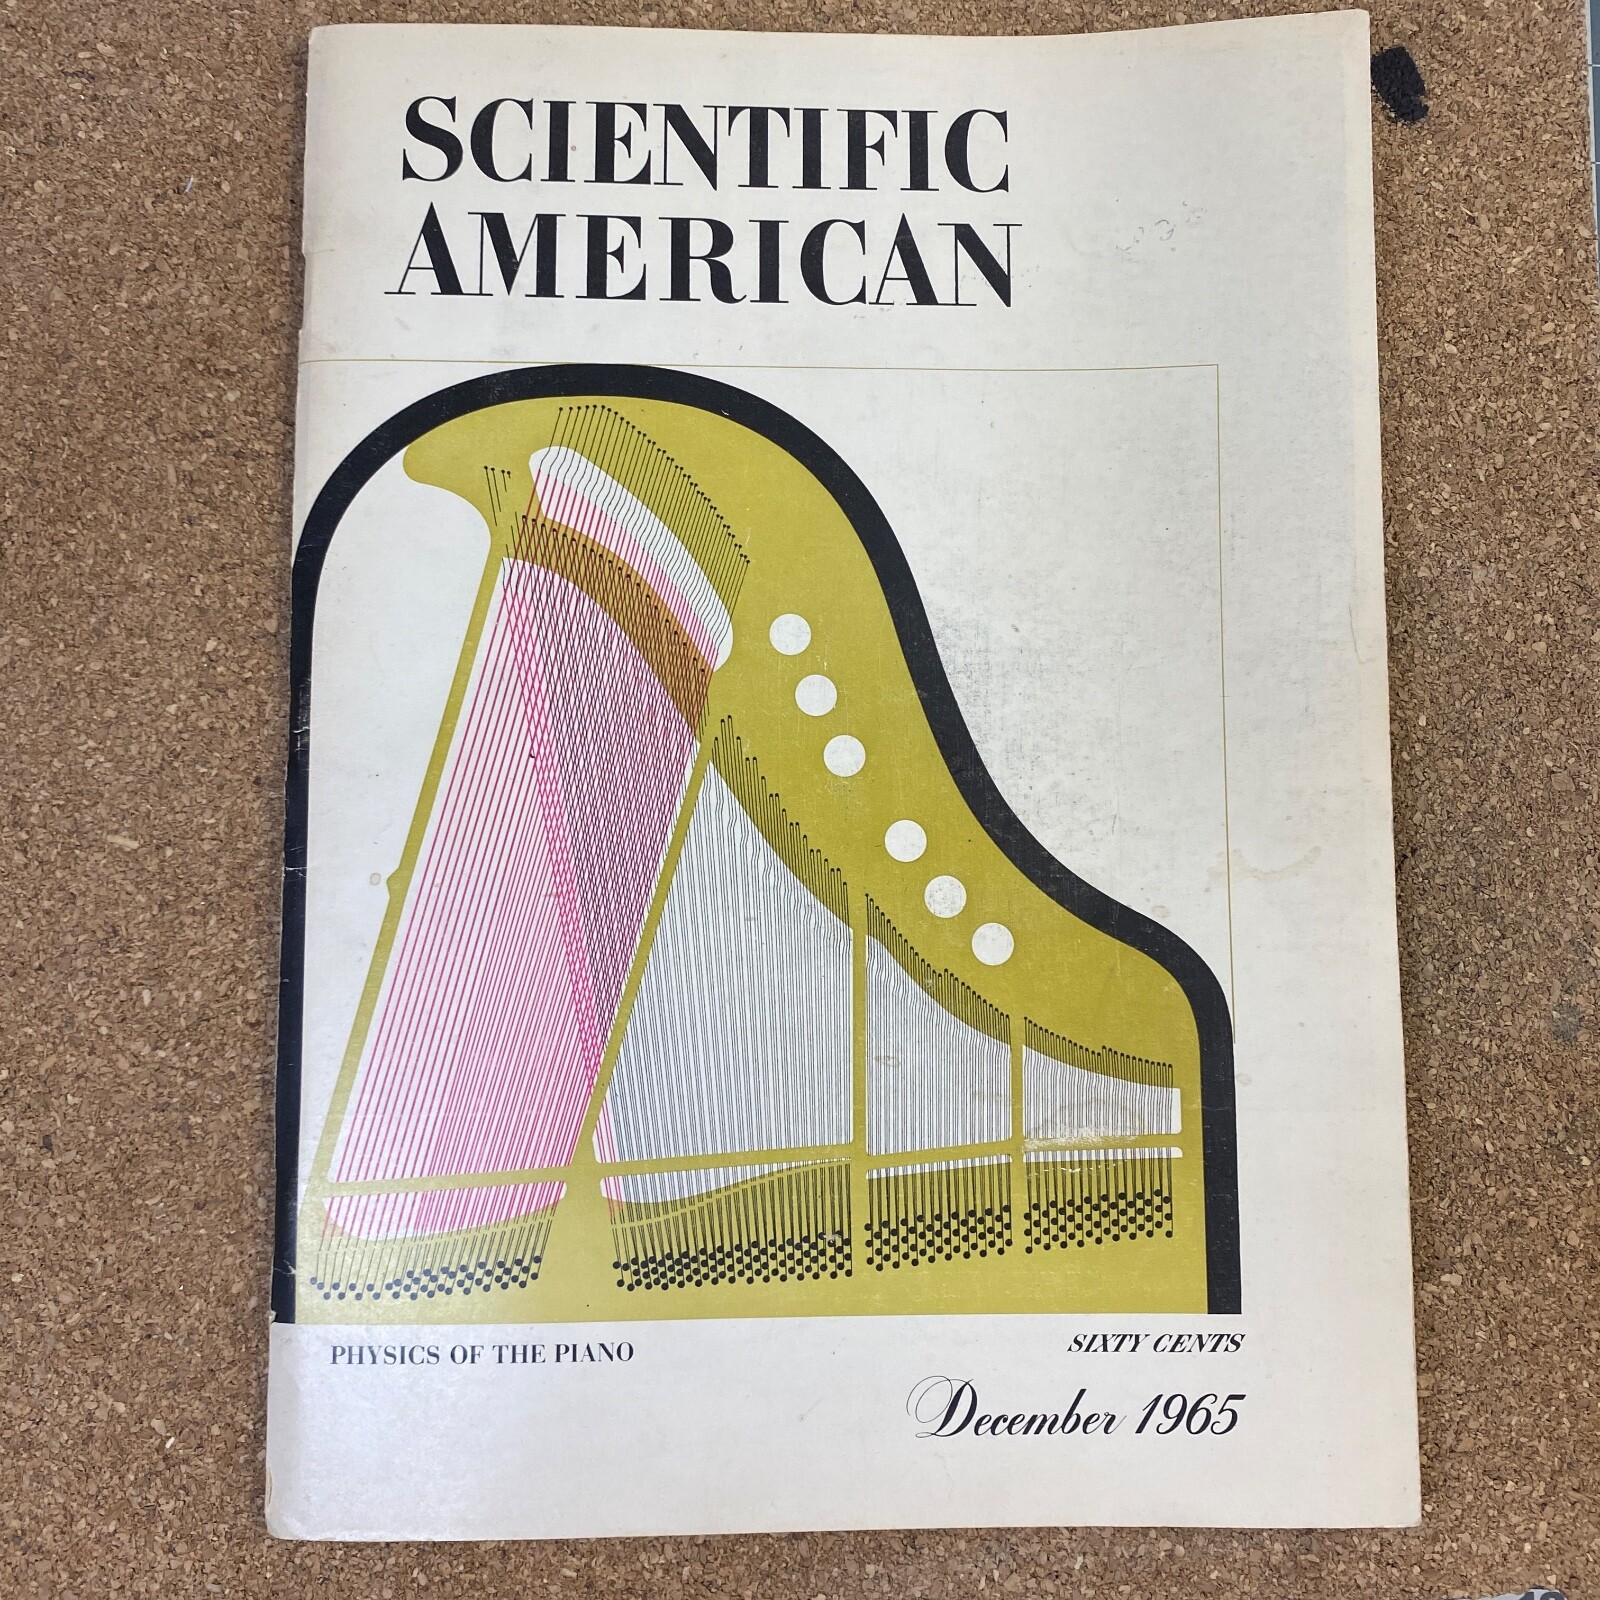 SCIENTIFIC
AMERICAN
PHYSICS OF THE PIANO
SIXTY CENTS
December 1965